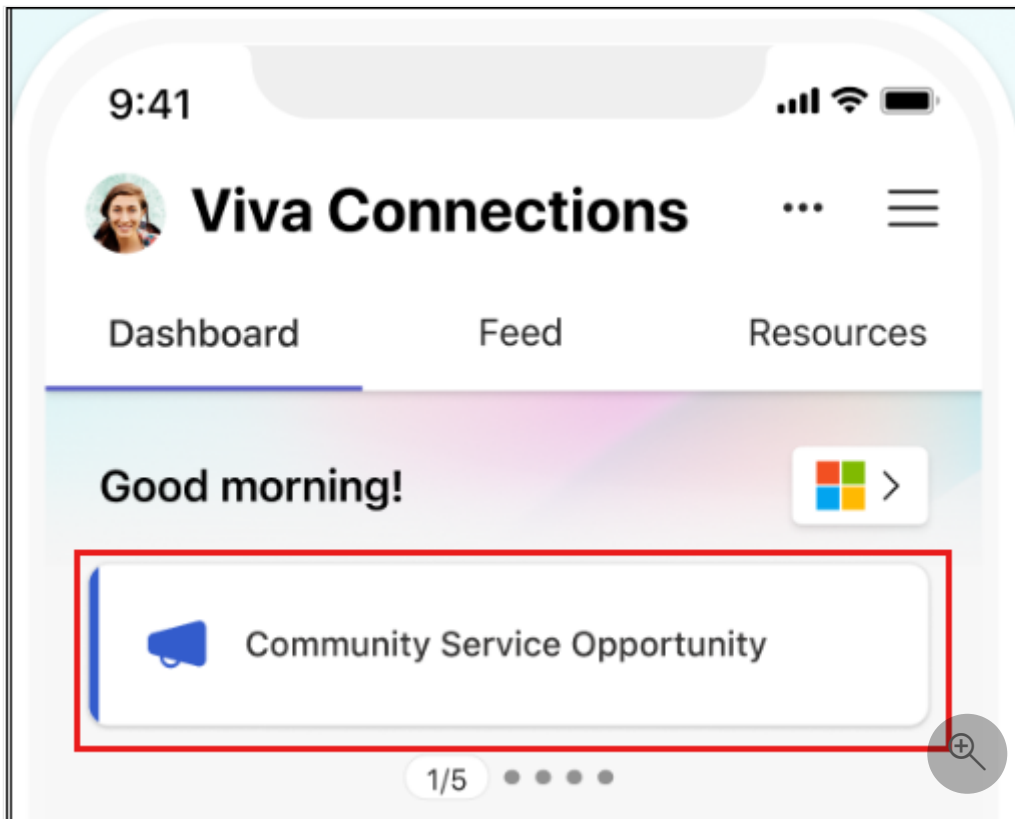 9:41
Viva Connections
Dashboard Feed Resources
Good morning!
Community Service Opportunity
1/5